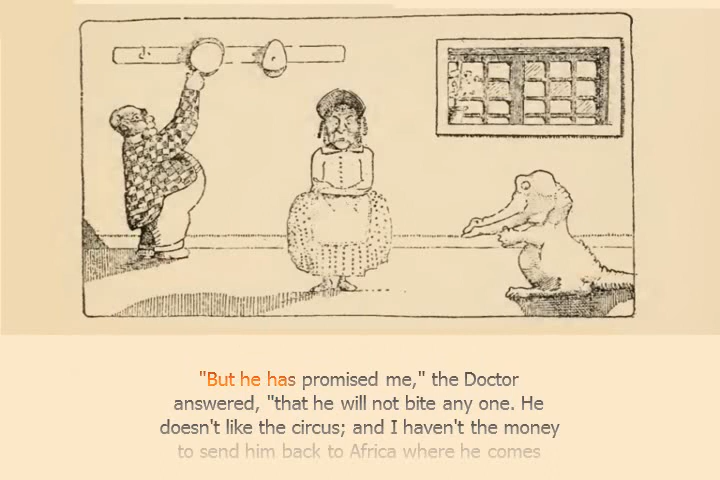 "But he has promised me," the Doctor
answered, "that he will not bite any one. He
doesn't like the circus; and I haven't the money
to send him back to Africa where he comes